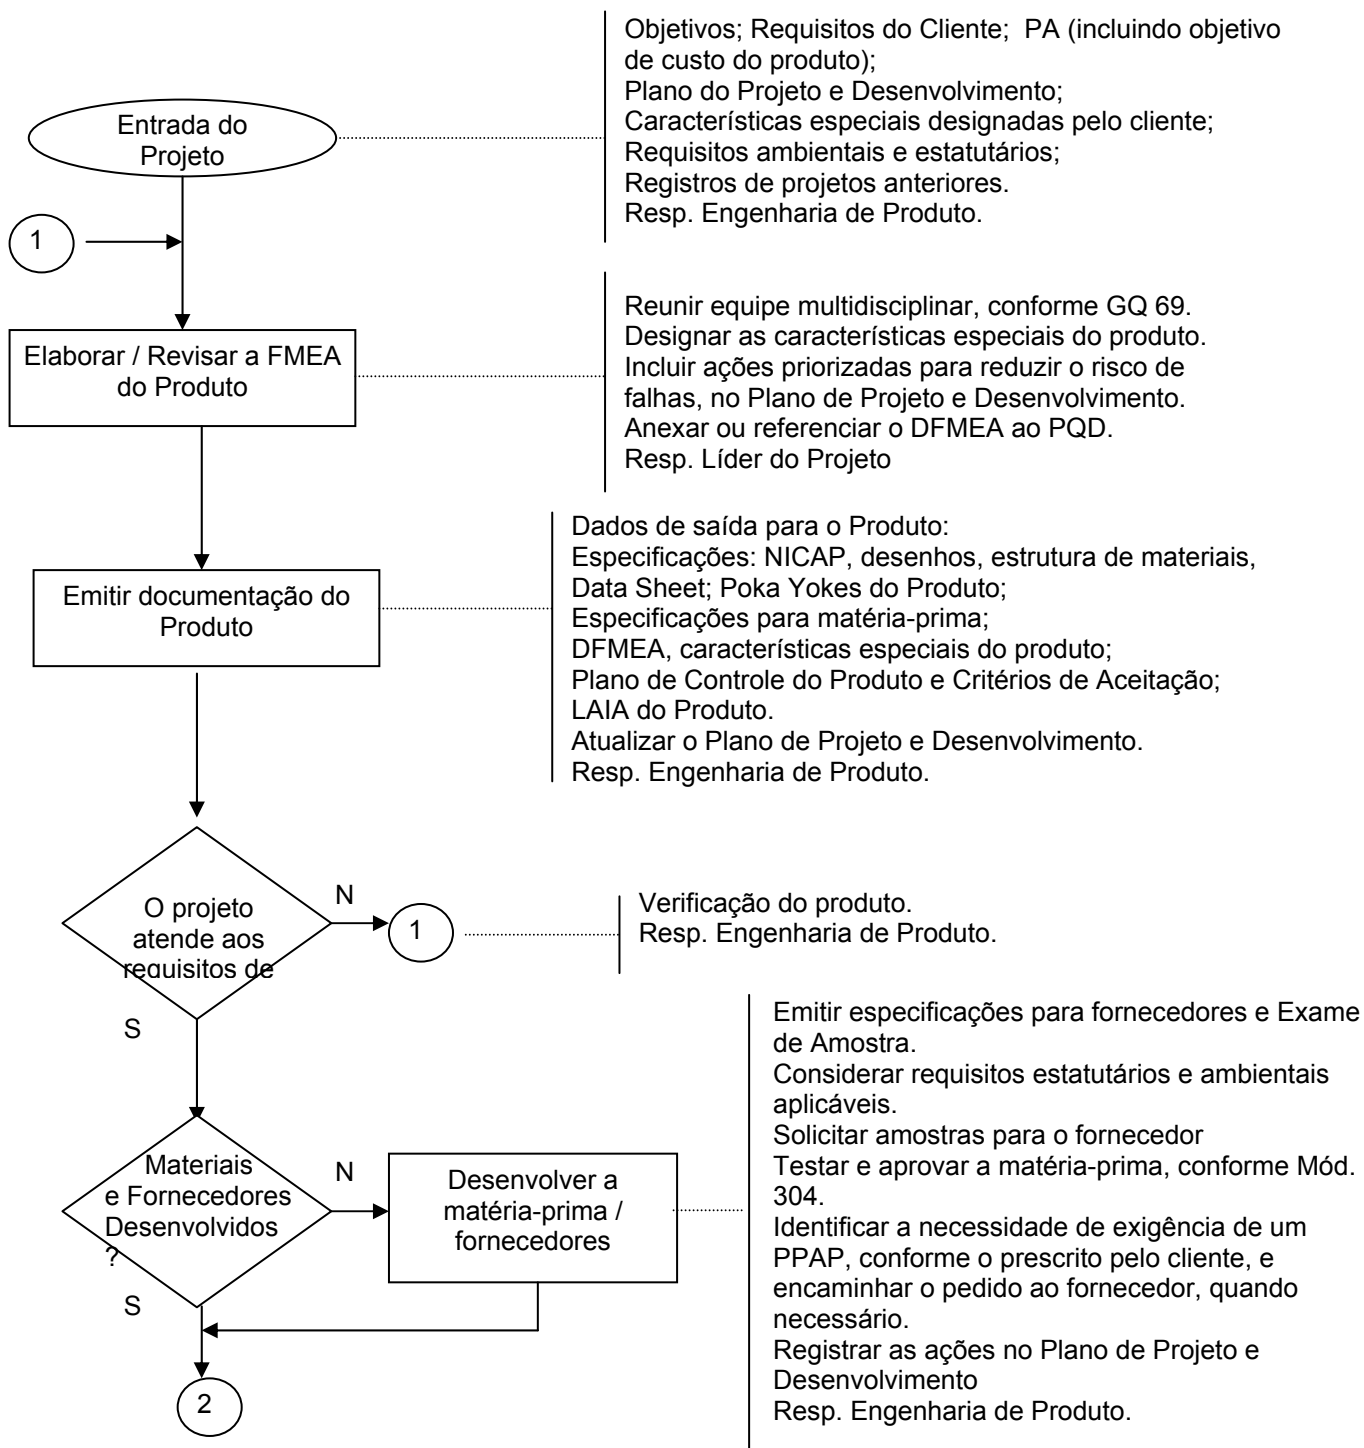 Objetivos; Requisitos do Cliente;  PA (incluindo objetivo
de custo do produto);
Plano do Projeto e Desenvolvimento;
Características especiais designadas pelo cliente;
Requisitos ambientais e estatutários;
Registros de projetos anteriores.
Resp. Engenharia de Produto.
Entrada do
Projeto
1
Reunir equipe multidisciplinar, conforme GQ 69.
Designar as características especiais do produto.
Incluir ações priorizadas para reduzir o risco de
falhas, no Plano de Projeto e Desenvolvimento.
Anexar ou referenciar o DFMEA ao PQD.
Resp. Líder do Projeto
Elaborar / Revisar a FMEA
do Produto
Dados de saída para o Produto:
Especificações: NICAP, desenhos, estrutura de materiais,
Data Sheet; Poka Yokes do Produto;
Especificações para matéria-prima;
DFMEA, características especiais do produto;
Plano de Controle do Produto e Critérios de Aceitação;
LAIA do Produto.
Atualizar o Plano de Projeto e Desenvolvimento.
Resp. Engenharia de Produto.
Emitir documentação do
Produto
O projeto
atende aos
requisitos de
N
1
S
Verificação do produto.
Resp. Engenharia de Produto.
Materiais
e Fornecedores
Desenvolvidos
?
N
S
Desenvolver a
matéria-prima /
fornecedores
Emitir especificações para fornecedores e Exame
de Amostra.
Considerar requisitos estatutários e ambientais
aplicáveis.
Solicitar amostras para o fornecedor
Testar e aprovar a matéria-prima, conforme Mód.
304.
Identificar a necessidade de exigência de um
PPAP, conforme o prescrito pelo cliente, e
encaminhar o pedido ao fornecedor, quando
necessário.
Registrar as ações no Plano de Projeto e
Desenvolvimento
Resp. Engenharia de Produto.
2